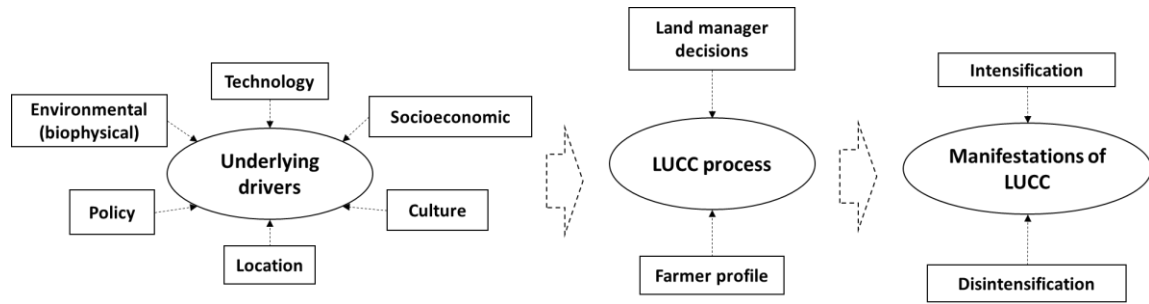 Technology
Environmental
(biophysical)
Socioeconomic
Underlying
drivers
Policy
Culture
Location
Land manager
decisions
LUCC process
Farmer profile
Intensification
Manifestations of
LUCC
Disintensification